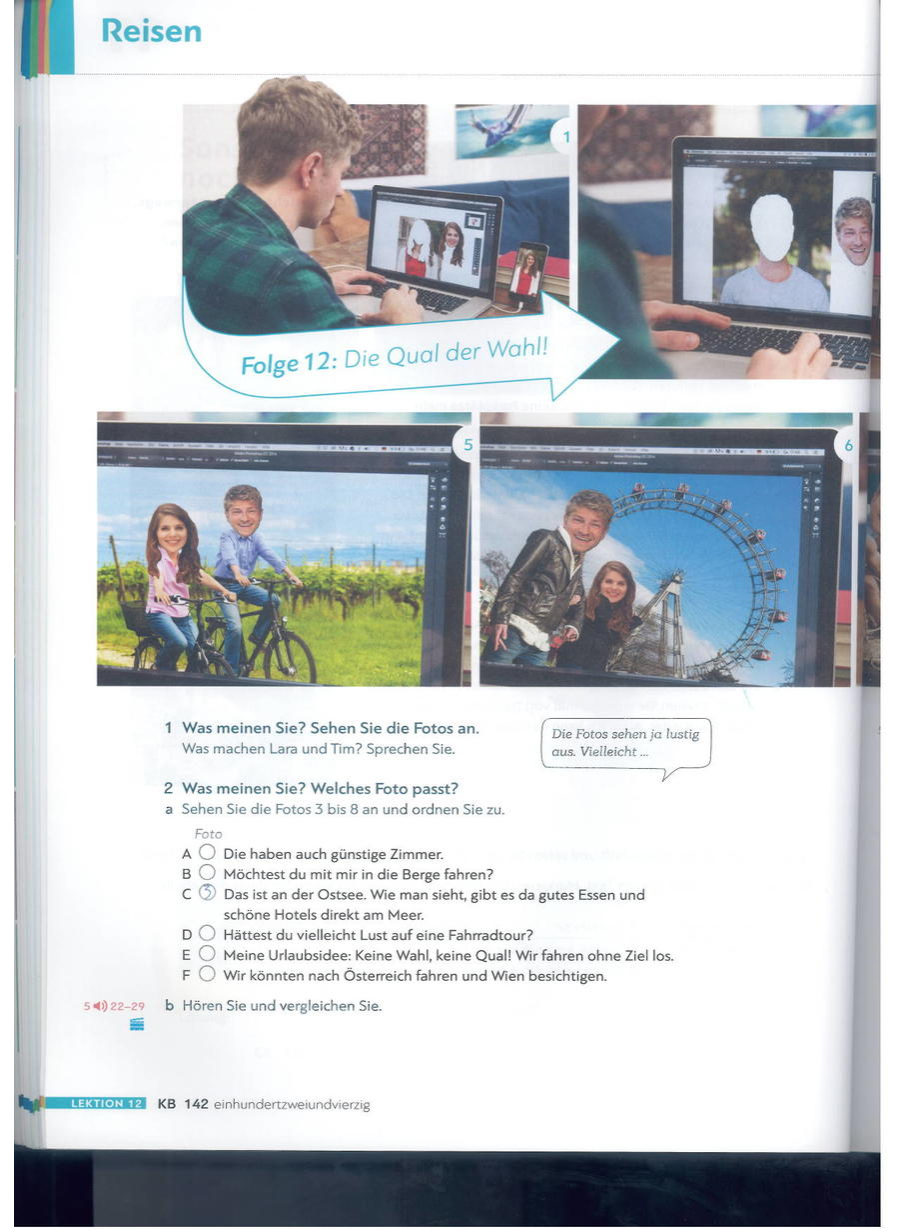 Reisen
1
Folge 12: Die Qual der Wahl!
5
6
1 Was meinen Sie? Sehen Sie die Fotos an.
Was machen Lara und Tim? Sprechen Sie.
Die Fotos sehen ja lustig
aus. Vielleicht ...
2 Was meinen Sie? Welches Foto passt?
a Sehen Sie die Fotos 3 bis 8 an und ordnen Sie zu.
Foto
A Die haben auch günstige Zimmer.
B Möchtest du mit mir in die Berge fahren?
C 3 Das ist an der Ostsee. Wie man sieht, gibt es da gutes Essen und
schöne Hotels direkt am Meer.
D Hättest du vielleicht Lust auf eine Fahrradtour?
E Meine Urlaubsidee: Keine Wahl, keine Qual! Wir fahren ohne Ziel los.
F Wir könnten nach Österreich fahren und Wien besichtigen.
5 22–29 b Hören Sie und vergleichen Sie.
LEKTION 12 KB 142 einhundertzweiundvierzig